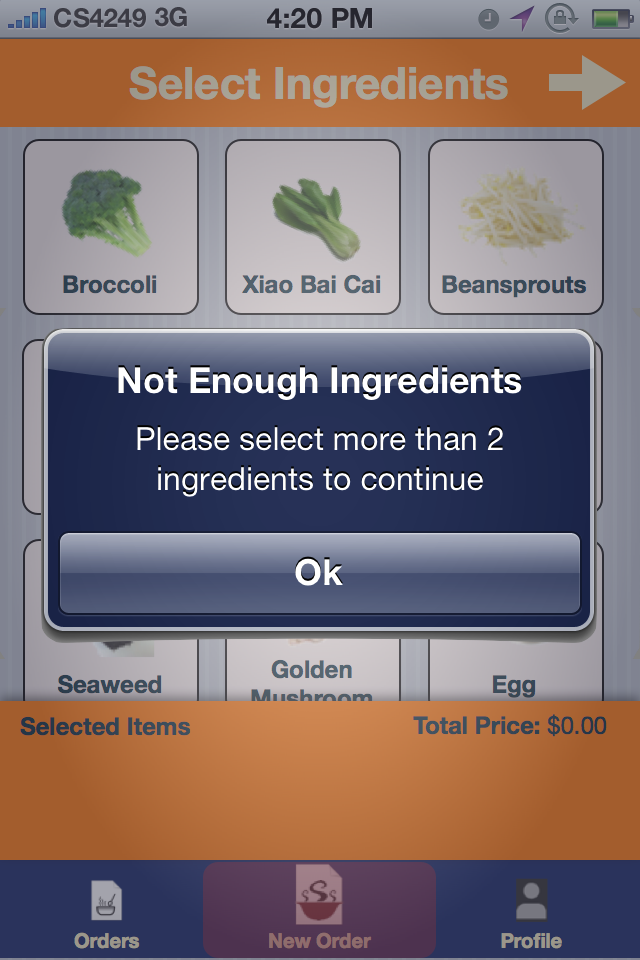 CS4249 3G 4:20 PM
Select Ingredients
Broccoli
Xiao Bai Cai
Beansprouts
Not Enough Ingredients
Please select more than 2
ingredients to continue
Ok
Seaweed
Golden
Mushroom
Egg
Selected Items
Total Price: $0.00
Orders
New Order
Profile